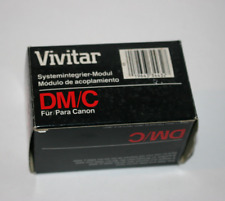 Vivitar
Systemintegrier-Modul
Módulo de acoplamiento
DM/C
Für/Para Canon
DM/C